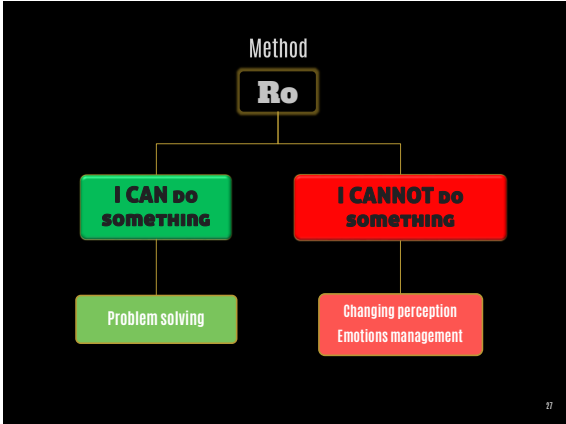 Method
Ro
I CAN DO
SOMETHING
I CANNOT DO
SOMETHING
Problem solving
Changing perception
Emotions management
27